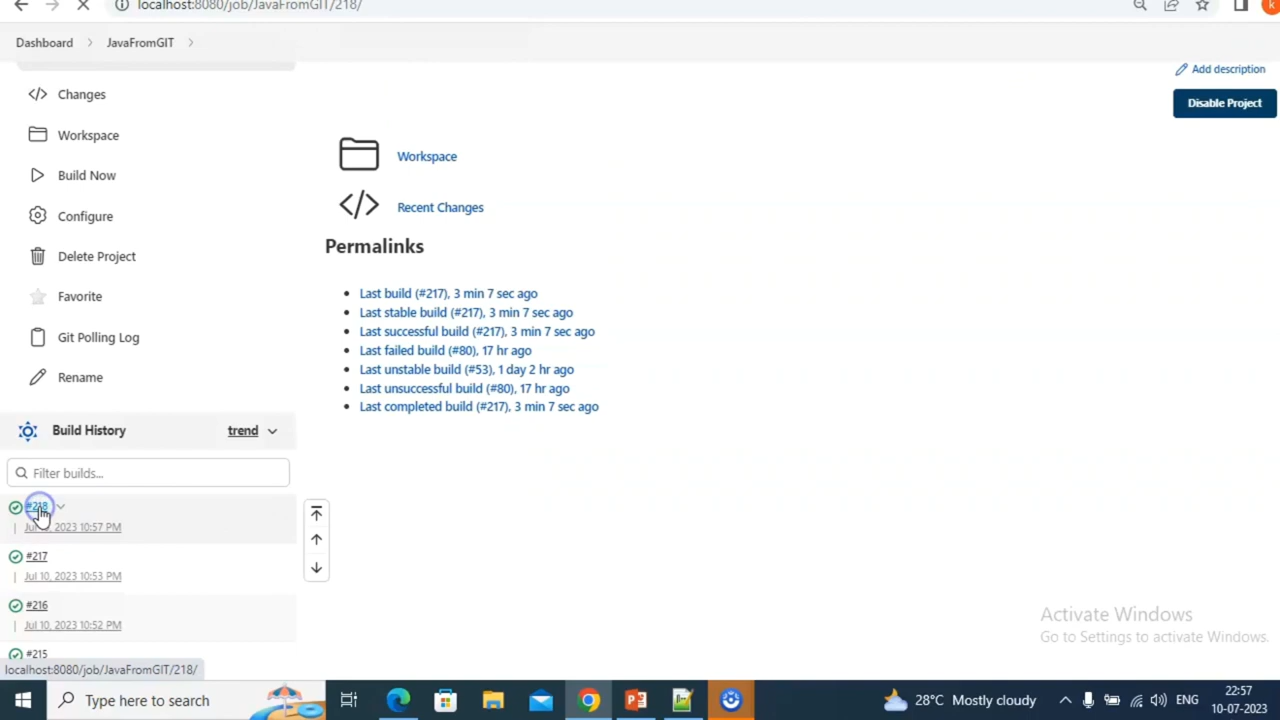 localhost:8080/job/JavaFromGIT/218/
k
Dashboard JavaFromGIT
Add description
Disable Project
Changes
Workspace
Build Now
Configure
Delete Project
Favorite
Git Polling Log
Rename
Workspace
Recent Changes
Permalinks
Last build (#217), 3 min 7 sec ago
Last stable build (#217), 3 min 7 sec ago
Last successful build (#217), 3 min 7 sec ago
Last failed build (#80), 17 hr ago
Last unstable build (#53), 1 day 2 hr ago
Last unsuccessful build (#80), 17 hr ago
Last completed build (#217), 3 min 7 sec ago
Build History trend
Filter builds...
#218
2023 10:57 PM
#217
Jul 10, 2023 10:53 PM
#216
Jul 10, 2023 10:52 PM
#215
localhost:8080/job/JavaFromGIT/218/
Activate Windows
Go to Settings to activate Windows.
Type here to search
28°C Mostly cloudy
ENG
22:57
10-07-2023